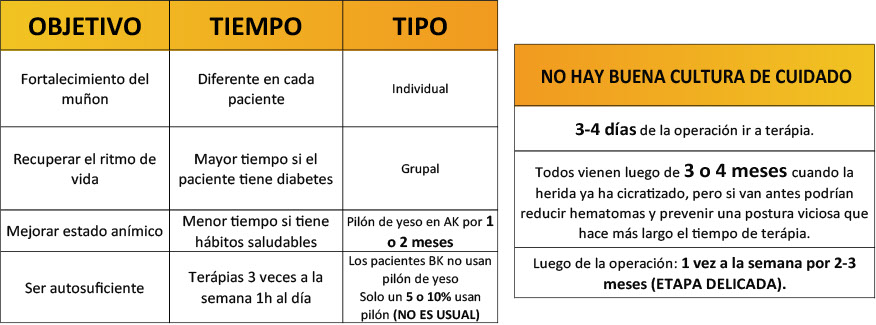 OBJETIVO TIEMPO TIPO
Fortalecimiento del
muñon
Diferente en cada
paciente
Individual
Recuperar el ritmo de
vida
Mayor tiempo si el
paciente tiene diabetes
Grupal
Mejorar estado anímico
Menor tiempo si tiene
hábitos saludables
Pilón de yeso en AK por 1
o 2 meses
Ser autosuficiente
Terápias 3 veces a la
semana 1h al día
Los pacientes BK no usan
pilón de yeso
Solo un 5 o 10% usan
pilón (NO ES USUAL)
NO HAY BUENA CULTURA DE CUIDADO
3-4 días de la operación ir a terápia.
Todos vienen luego de 3 o 4 meses cuando la
herida ya ha cicratizado, pero si van antes podrían
reducir hematomas y prevenir una postura viciosa que
hace más largo el tiempo de terápia.
Luego de la operación: 1 vez a la semana por 2-3
meses (ETAPA DELICADA).